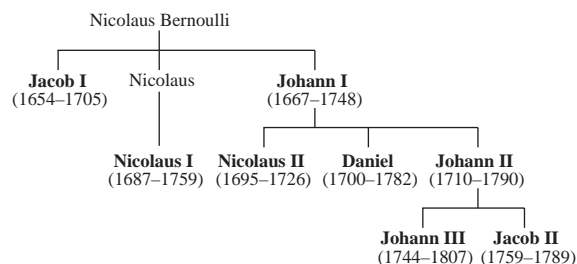 Nicolaus Bernoulli
Jacob I Nicolaus Johann I
(1654–1705) (1667–1748)
Nicolaus I Nicolaus II Daniel Johann II
(1687–1759) (1695–1726) (1700–1782) (1710–1790)
Johann III Jacob II
(1744–1807) (1759–1789)